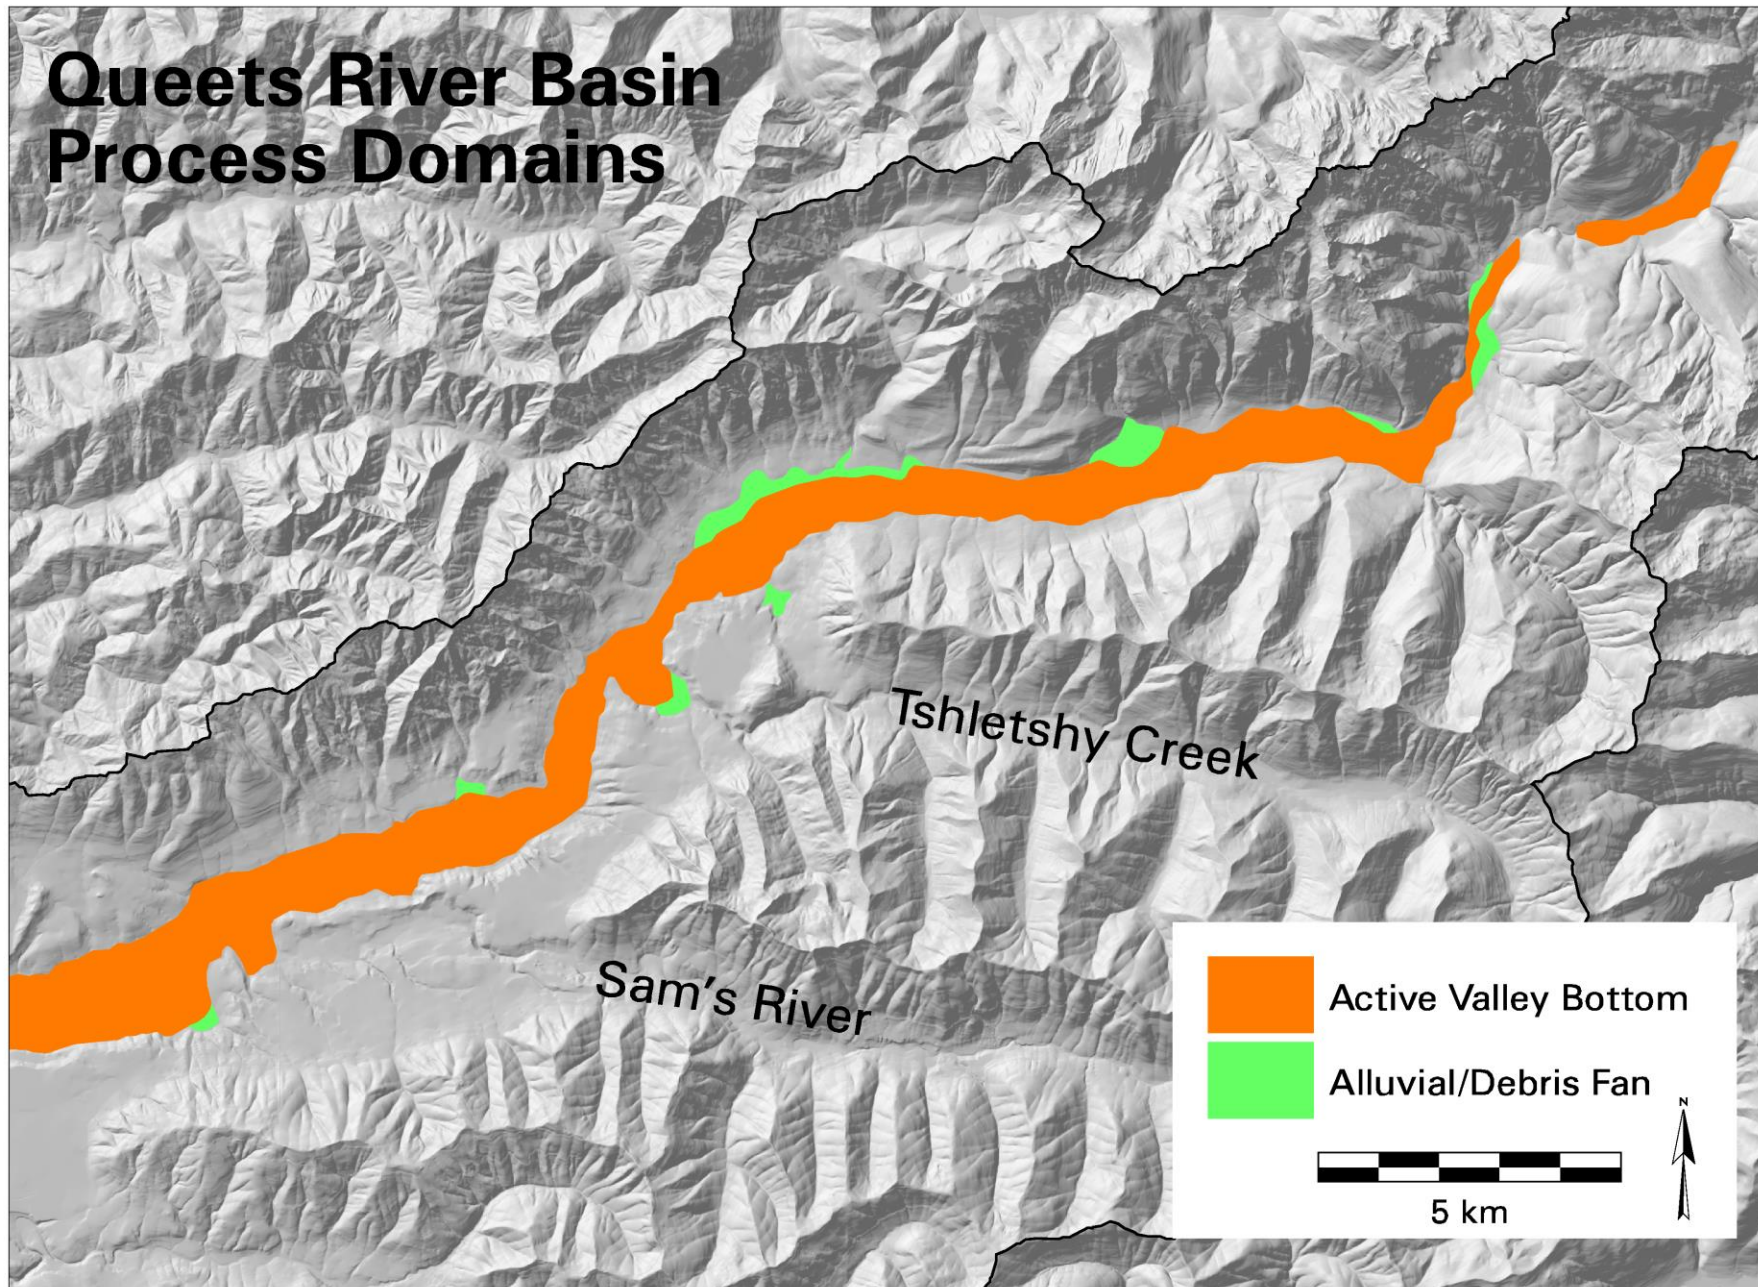 Queets River Basin
Process Domains
Tshletshy Creek
Sam's River
Active Valley Bottom
Alluvial/Debris Fan
N
5 km